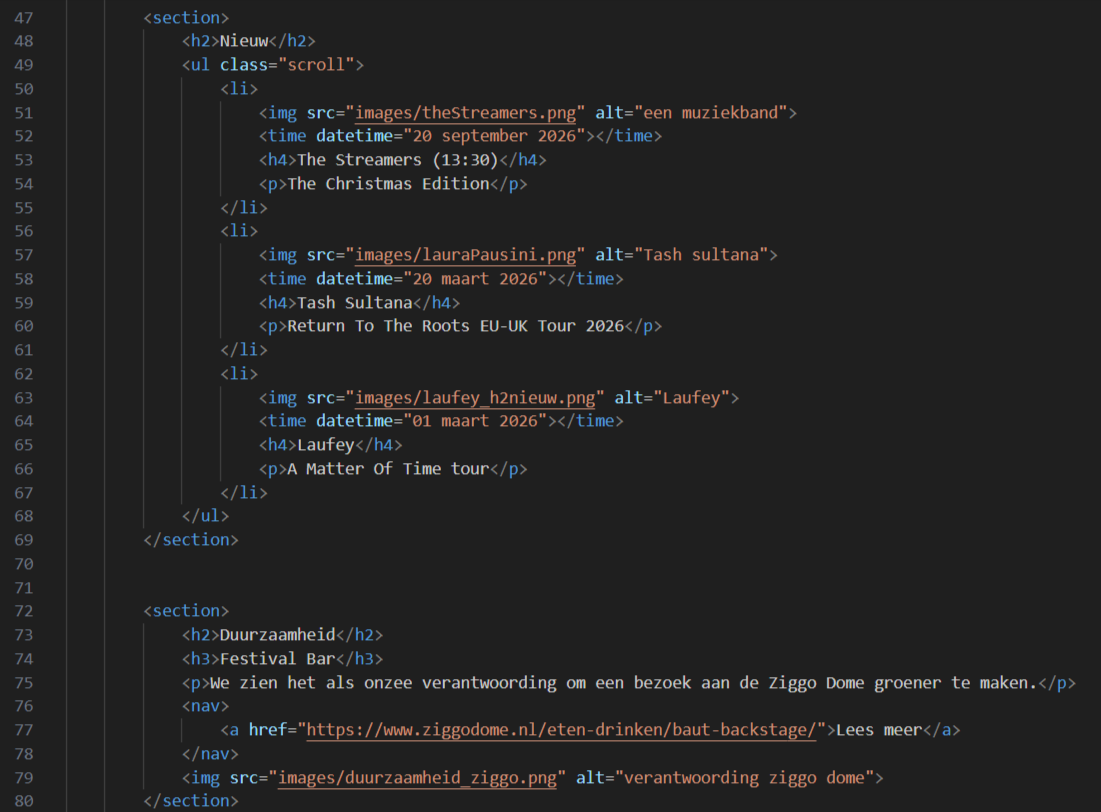 47 <section>
48 <h2>Nieuw</h2>
49 <ul class="scroll">
50 <li>
51 <img src="images/theStreamers.png" alt="een muziekband">
52 <time datetime="20 september 2026"></time>
53 <h4>The Streamers (13:30)</h4>
54 <p>The Christmas Edition</p>
55 </li>
56 <li>
57 <img src="images/lauraPausini.png" alt="Tash sultana">
58 <time datetime="20 maart 2026"></time>
59 <h4>Tash Sultana</h4>
60 <p>Return To The Roots EU-UK Tour 2026</p>
61 </li>
62 <li>
63 <img src="images/laufey_h2nieuw.png" alt="Laufey">
64 <time datetime="01 maart 2026"></time>
65 <h4>Laufey</h4>
66 <p>A Matter Of Time tour</p>
67 </li>
68 </ul>
69 </section>
70
71
72 <section>
73 <h2>Duurzaamheid</h2>
74 <h3>Festival Bar</h3>
75 <p>We zien het als onzee verantwoording om een bezoek aan de Ziggo Dome groener te maken.</p>
76 <nav>
77 <a href="https://www.ziggodome.nl/eten-drinken/baut-backstage/">Lees meer</a>
78 </nav>
79 <img src="images/duurzaamheid_ziggo.png" alt="verantwoording ziggo dome">
80 </section>